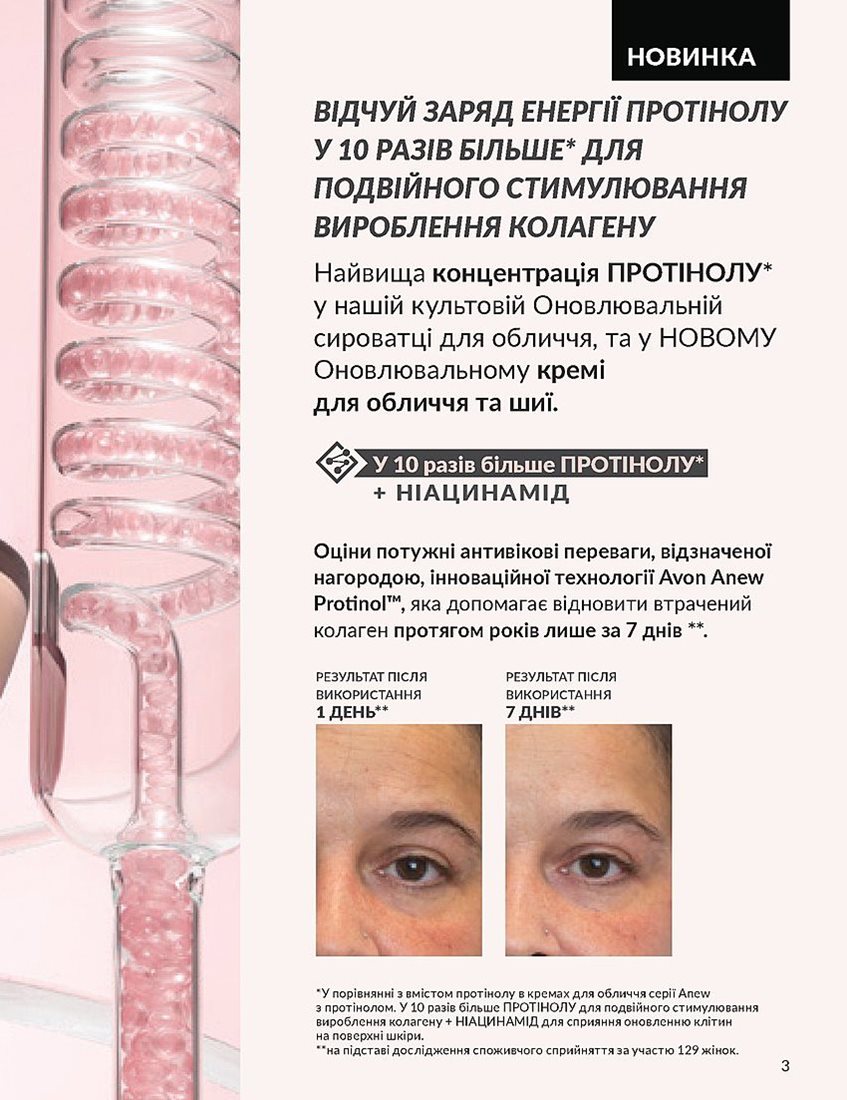 НОВИНКА
ВІДЧУЙ ЗАРЯД ЕНЕРГІЇ ПРОТІНОЛУ
У 10 РАЗІВ БІЛЬШЕ* ДЛЯ
ПОДВІЙНОГО СТИМУЛЮВАННЯ
ВИРОБЛЕННЯ КОЛАГЕНУ
Найвища концентрація ПРОТІНОЛУ*
у нашій культовій Оновлювальній
сироватці для обличчя, та у НОВОМУ
Оновлювальному кремі
для обличчя та шиї.
У 10 разів більше ПРОТІНОЛУ*
+ НІАЦИНАМІД
Оціни потужні антивікові переваги, відзначеної
нагородою, інноваційної технології Avon Anew
Protinol™, яка допомагає відновити втрачений
колаген протягом років лише за 7 днів **.
РЕЗУЛЬТАТ ПІСЛЯ
ВИКОРИСТАННЯ
1 ДЕНЬ**
РЕЗУЛЬТАТ ПІСЛЯ
ВИКОРИСТАННЯ
7 ДНІВ**
*У порівнянні з вмістом протінолу в кремах для обличчя серії Anew
з протінолом. У 10 разів більше ПРОТІНОЛУ для подвійного стимулювання
вироблення колагену + НІАЦИНАМІД для сприяння оновленню клітин
на поверхні шкіри.
**на підставі дослідження споживчого сприйняття за участю 129 жінок.
3